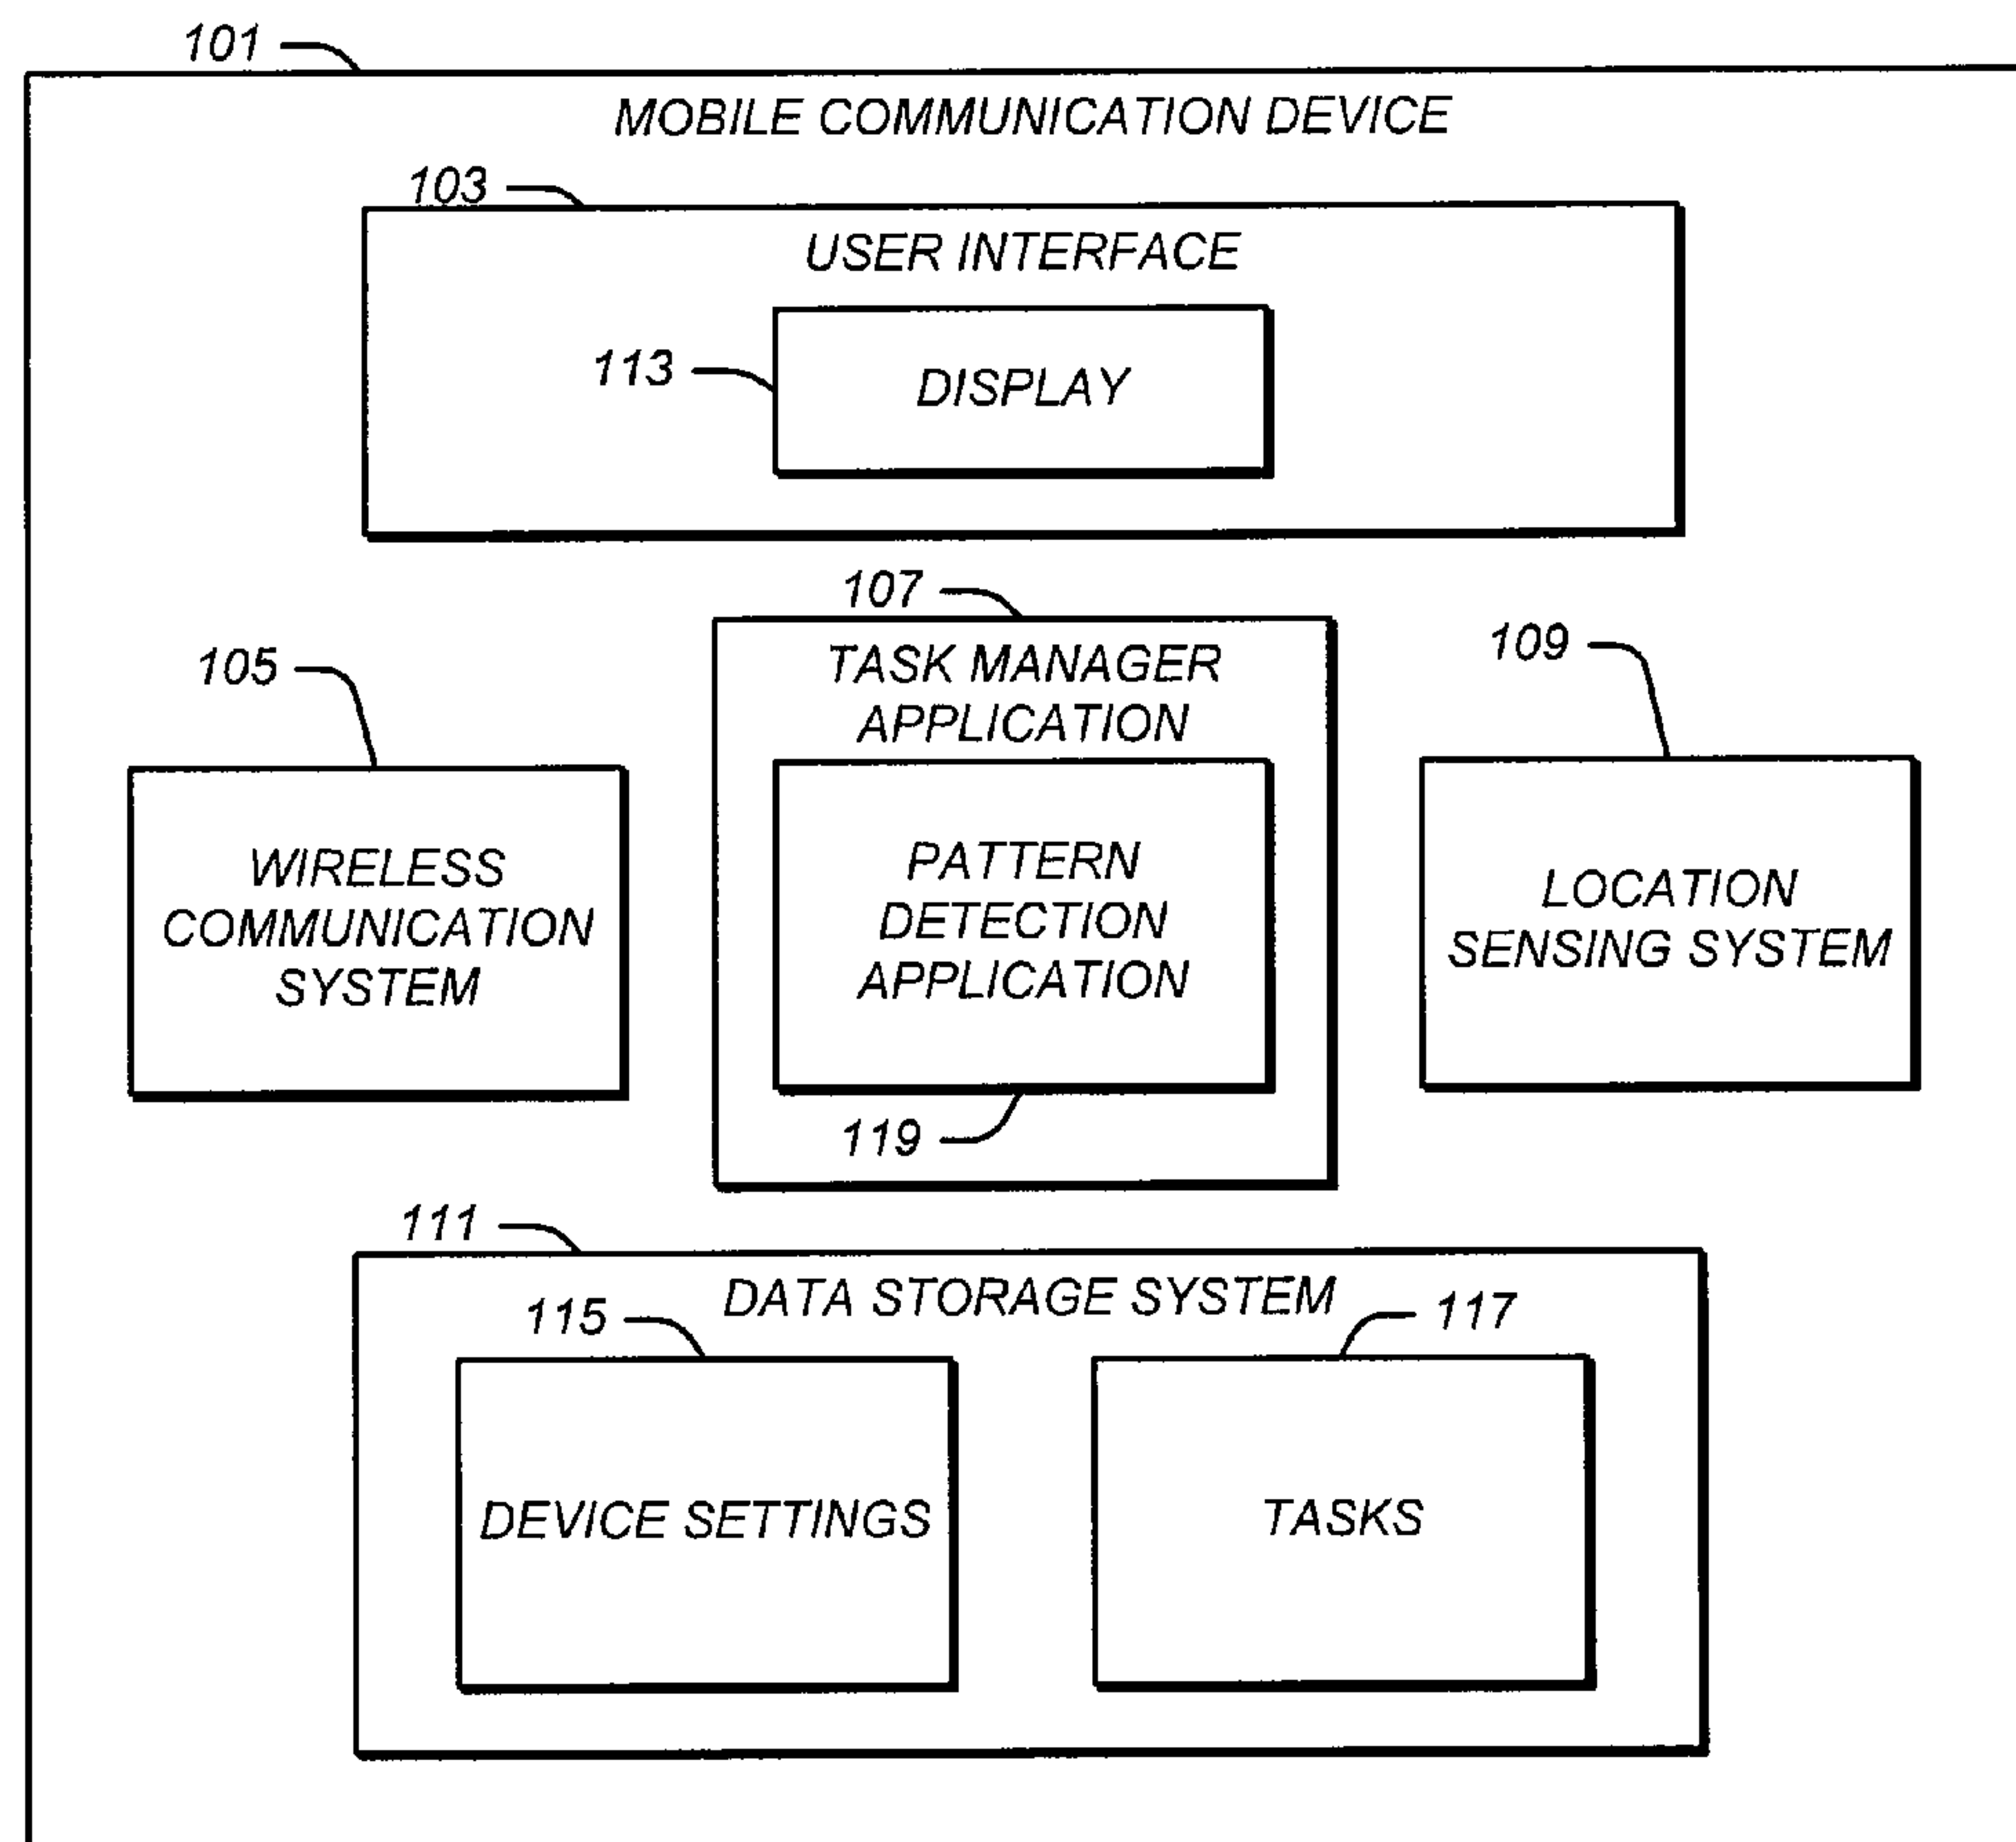 101
MOBILE COMMUNICATION DEVICE
103
USER INTERFACE
113
DISPLAY
107
TASK MANAGER
APPLICATION
105
WIRELESS
COMMUNICATION
SYSTEM
PATTERN
DETECTION
APPLICATION
119
109
LOCATION
SENSING SYSTEM
111
DATA STORAGE SYSTEM
115
DEVICE SETTINGS
117
TASKS